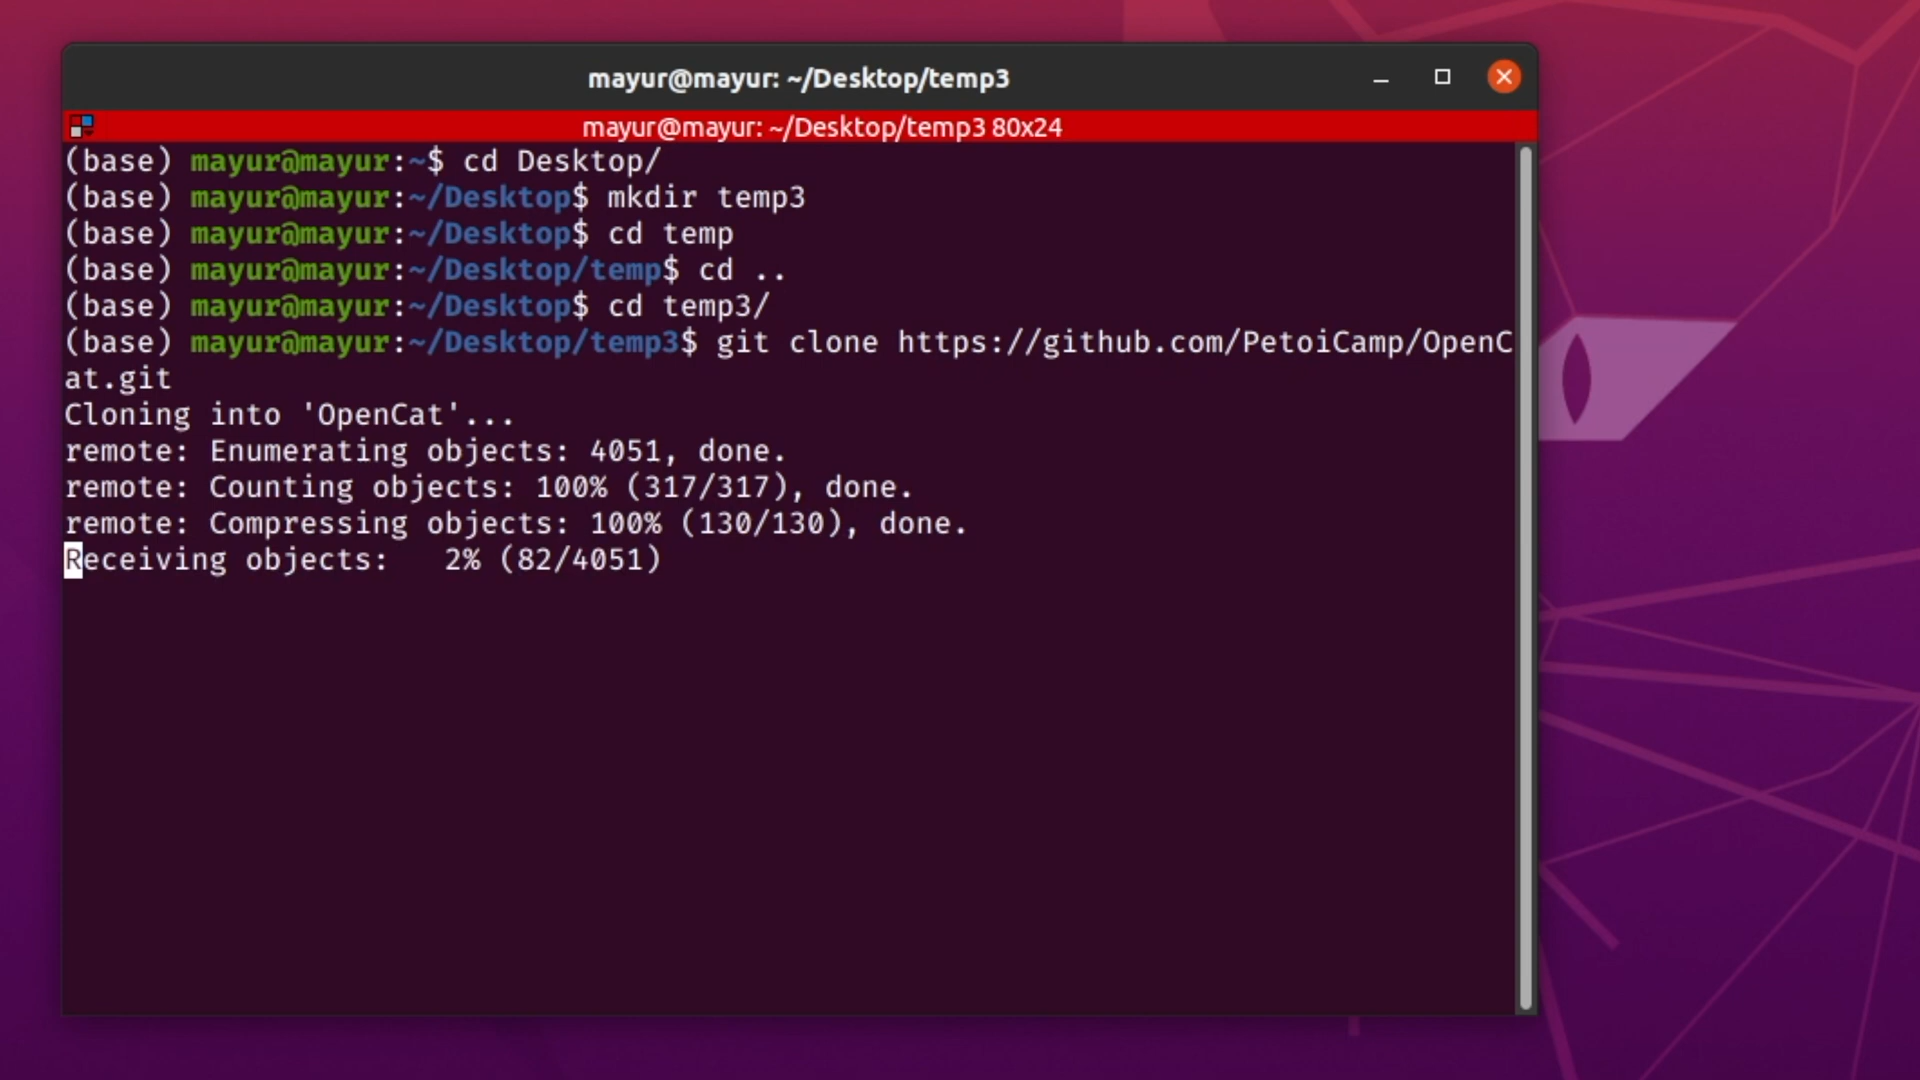 mayur@mayur: ~/Desktop/temp3
mayur@mayur: ~/Desktop/temp3 80x24
(base) mayur@mayur:~$ cd Desktop/
(base) mayur@mayur:~/Desktop$ mkdir temp3
(base) mayur@mayur:~/Desktop$ cd temp
(base) mayur@mayur:~/Desktop/temp$ cd ..
(base) mayur@mayur:~/Desktop$ cd temp3/
(base) mayur@mayur:~/Desktop/temp3$ git clone https://github.com/PetoiCamp/OpenC
at.git
Cloning into 'OpenCat'...
remote: Enumerating objects: 4051, done.
remote: Counting objects: 100% (317/317), done.
remote: Compressing objects: 100% (130/130), done.
Receiving objects:   2% (82/4051)